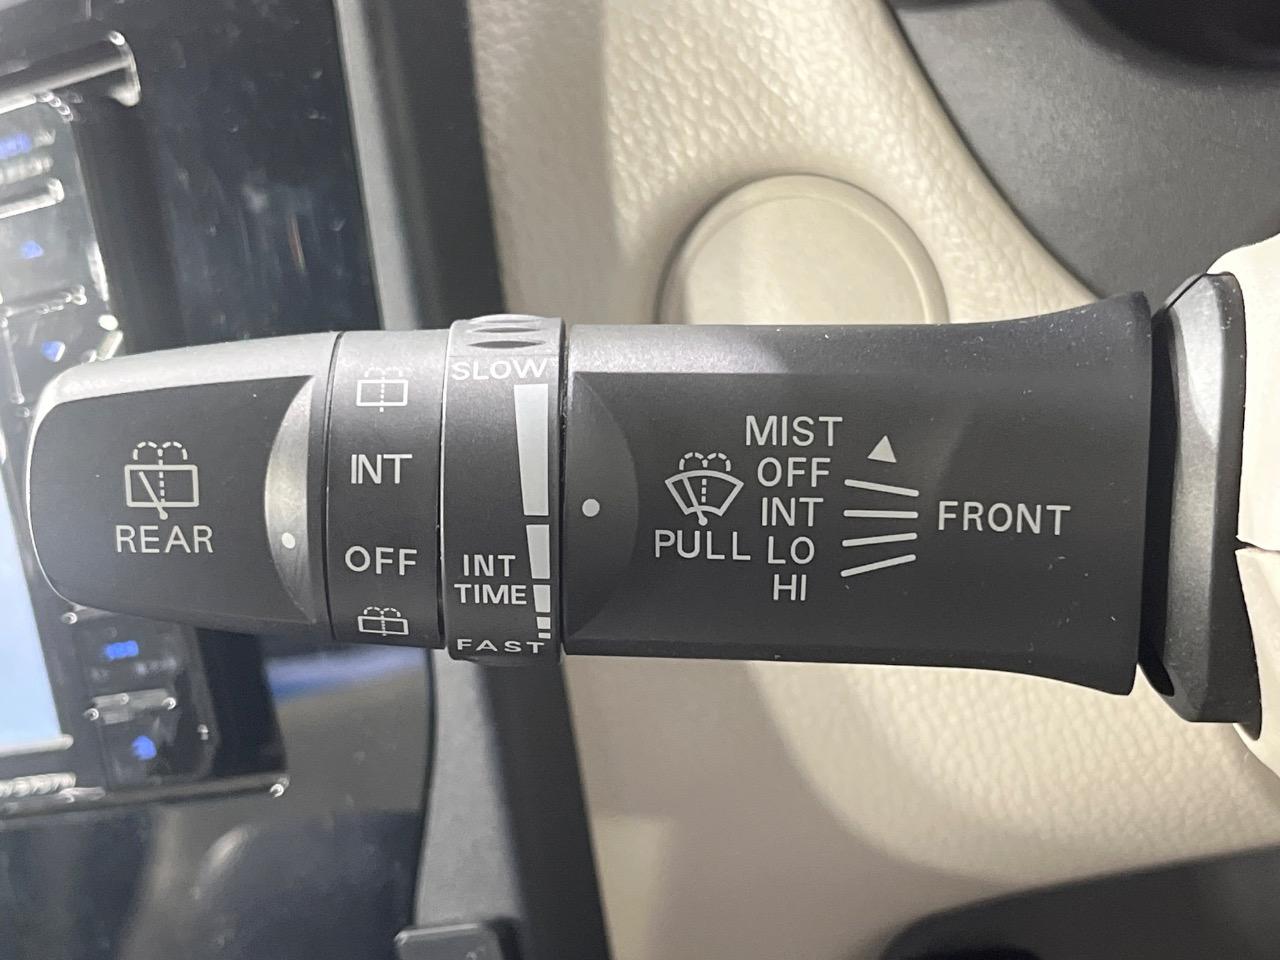 REAR
INT
OFF
SLOW
INT
TIME
FAST
PULL
MIST
OFF
INT
LO
HI
FRONT